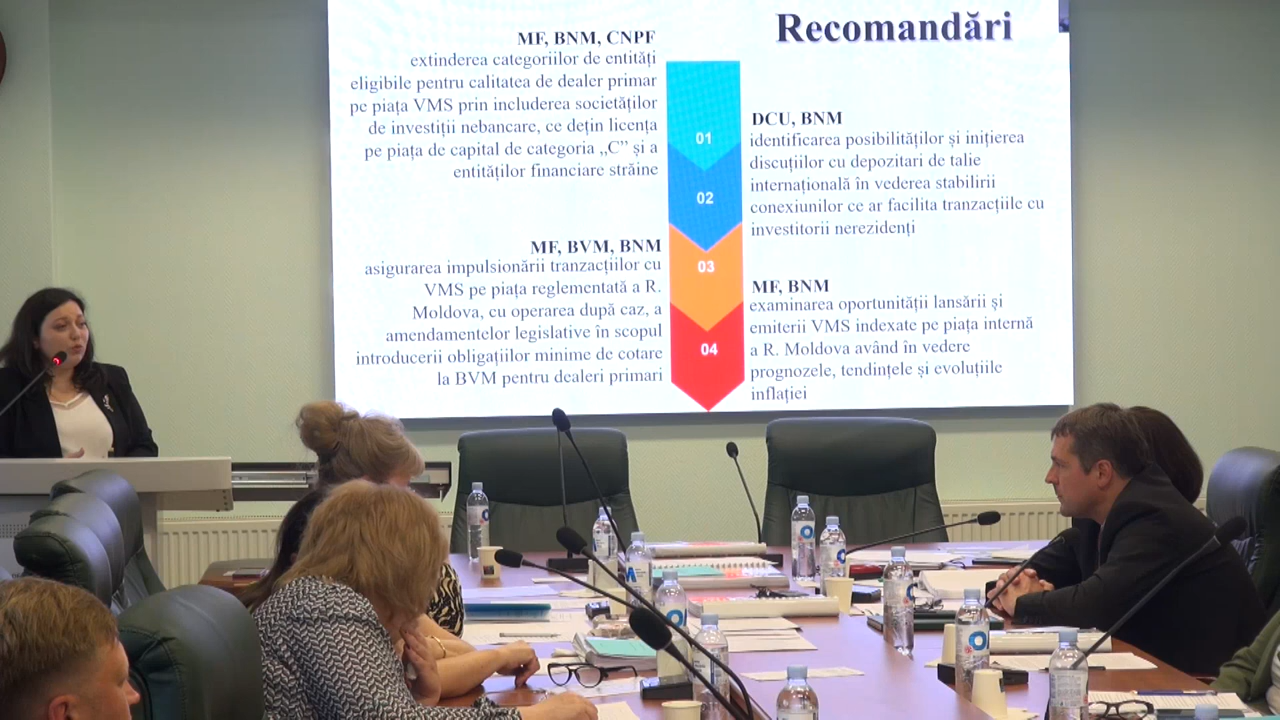 Recomandări
MF, BNM, CNPF
extinderea categoriilor de entități
eligibile pentru calitatea de dealer primar
pe piața VMS prin includerea societăților
de investiții nebancare, ce dețin licența
pe piața de capital de categoria „C” și a
entităților financiare străine
01
DCU, BNM
identificarea posibilităților și inițierea
discuțiilor cu depozitari de talie
internațională în vederea stabilirii
conexiunilor ce ar facilita tranzacțiile cu
investitorii nerezidenți
02
MF, BVM, BNM
asigurarea impulsionării tranzacțiilor cu
VMS pe piața reglementată a R.
Moldova, cu operarea după caz, a
amendamentelor legislative în scopul
introducerii obligațiilor minime de cotare
la BVM pentru dealeri primari
03
MF, BNM
examinarea oportunității lansării și
emiterii VMS indexate pe piața internă
a R. Moldova având în vedere
prognozele, tendințele și evoluțiile
inflației
04